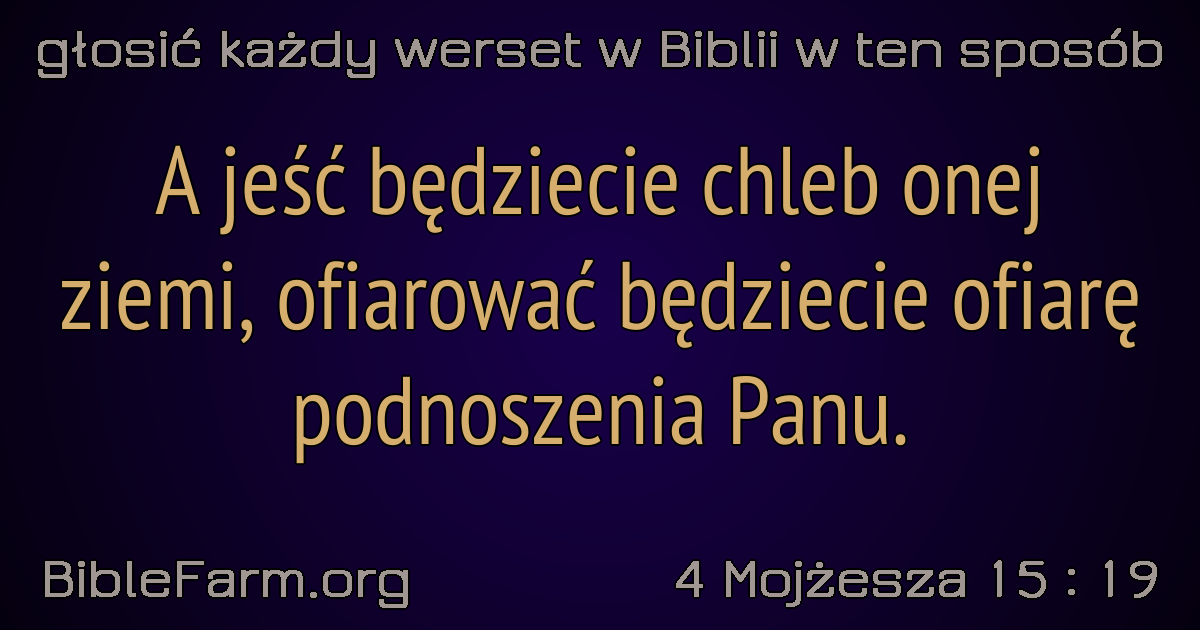 głosić każdy werset w Biblii w ten sposób
A jeść będziecie chleb onej
ziemi, ofiarować będziecie ofiarę
podnoszenia Panu.
BibleFarm.org
4 Mojżesza 15 : 19